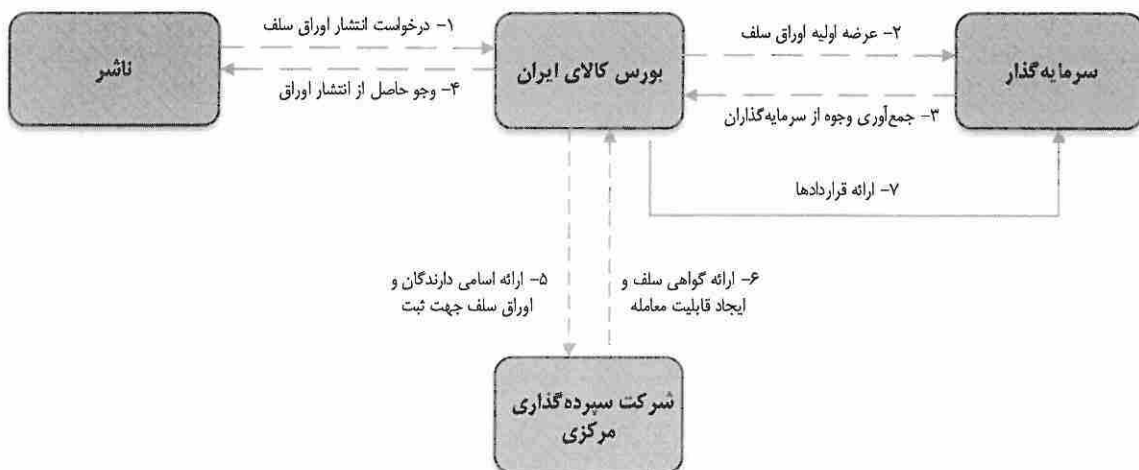 ناشر
۱- درخواست انتشار اوراق سلف
۴- وجو حاصل از انتشار اوراق
بورس کالای ایران
۲- عرضه اولیه اوراق سلف
۳- جمع‌آوری وجوه از سرمایه‌گذاران
سرمایه‌گذار
۷- ارائه قراردادها
۵- ارائه اسامی دارندگان و
اوراق سلف جهت ثبت
۶- ارائه گواهی سلف و
ایجاد قابلیت معامله
شرکت سپرده‌گذاری
مرکزی